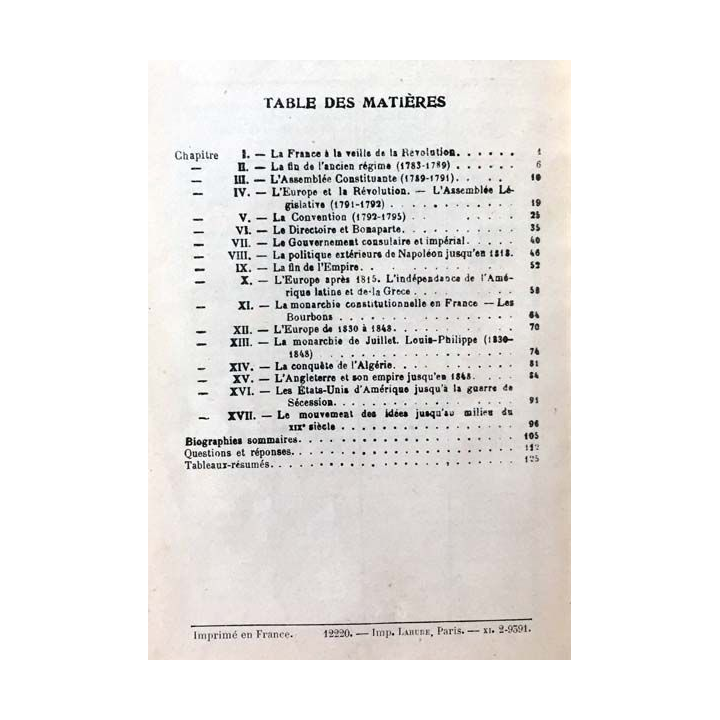 TABLE DES MATIÈRES
Chapitre I. — La France à la veille de la Révolution. . . . . . 1
— II. — La fin de l'ancien régime (1783-1789) . . . . . . 6
— III. — L'Assemblée Constituante (1789-1791). . . . . . 10
— IV. — L'Europe et la Révolution. — L'Assemblée Lé-
gislative (1791-1792) . . . . . . . . . . 19
— V. — La Convention (1792-1795) . . . . . . . 25
— VI. — Le Directoire et Bonaparte. . . . . . . . 35
— VII. — Le Gouvernement consulaire et impérial. . . . . 40
— VIII. — La politique extérieure de Napoléon jusqu'en 1813. 46
— IX. — La fin de l'Empire. . . . . . . . . . . 52
— X. — L'Europe après 1815. L'indépendance de l'Amé-
rique latine et de la Grece . . . . . . . . 58
— XI. — La monarchie constitutionnelle en France — Les
Bourbons . . . . . . . . . . . . . . 64
— XII. — L'Europe de 1830 à 1848. . . . . . . . . 70
— XIII. — La monarchie de Juillet. Louis-Philippe (1830-
1848) . . . . . . . . . . . . . . . 74
— XIV. — La conquête de l'Algérie. . . . . . . . . 81
— XV. — L'Angleterre et son empire jusqu'en 1848. . . . . 84
— XVI. — Les États-Unis d'Amérique jusqu'à la guerre de
Sécession. . . . . . . . . . . . . . 91
— XVII. — Le mouvement des idées jusqu'au milieu du
XIXe siècle . . . . . . . . . . . . . 96
Biographies sommaires. . . . . . . . . . . . . . . 105
Questions et réponses. . . . . . . . . . . . . . . 112
Tableaux-résumés. . . . . . . . . . . . . . . . . 125
Imprimé en France. 12220. — Imp. LAHURE, Paris. — XI. 2-9391.